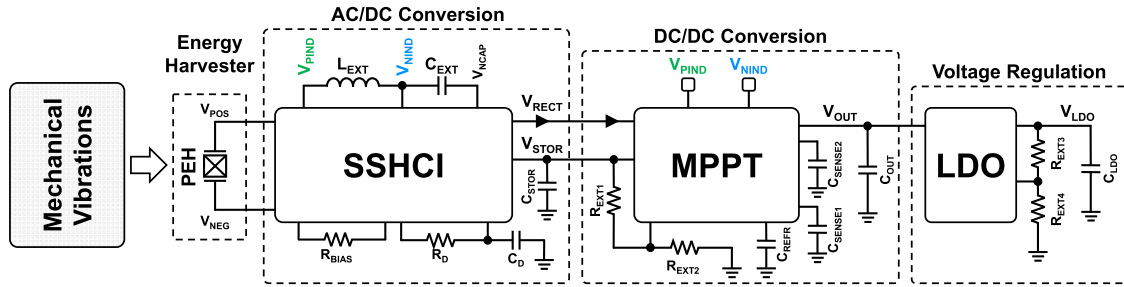 AC/DC Conversion
DC/DC Conversion
Energy
Harvester
Voltage Regulation
Mechanical
Vibrations
PEH
VPOS
VNEG
VPIND
LEXT
VNIND
CEXT
VNCAP
SSHCI
RBIAS
RD
CD
VRECT
VSTOR
CSTOR
REXT1
VPIND
VNIND
MPPT
REXT2
CREFR
CSENSE2
CSENSE1
VOUT
COUT
LDO
VLDO
REXT3
REXT4
CLDO